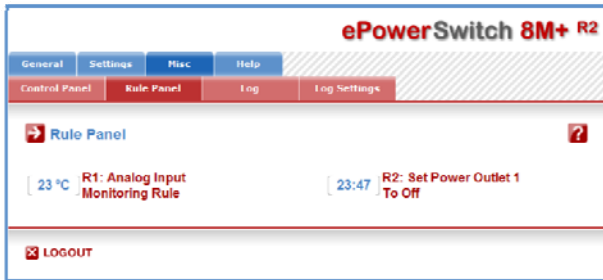 ePowerSwitch 8M+ R2
General Settings Misc Help
Control Panel Rule Panel Log Log Settings
Rule Panel ?
23 °C R1: Analog Input 23:47 R2: Set Power Outlet 1
Monitoring Rule To Off
LOGOUT